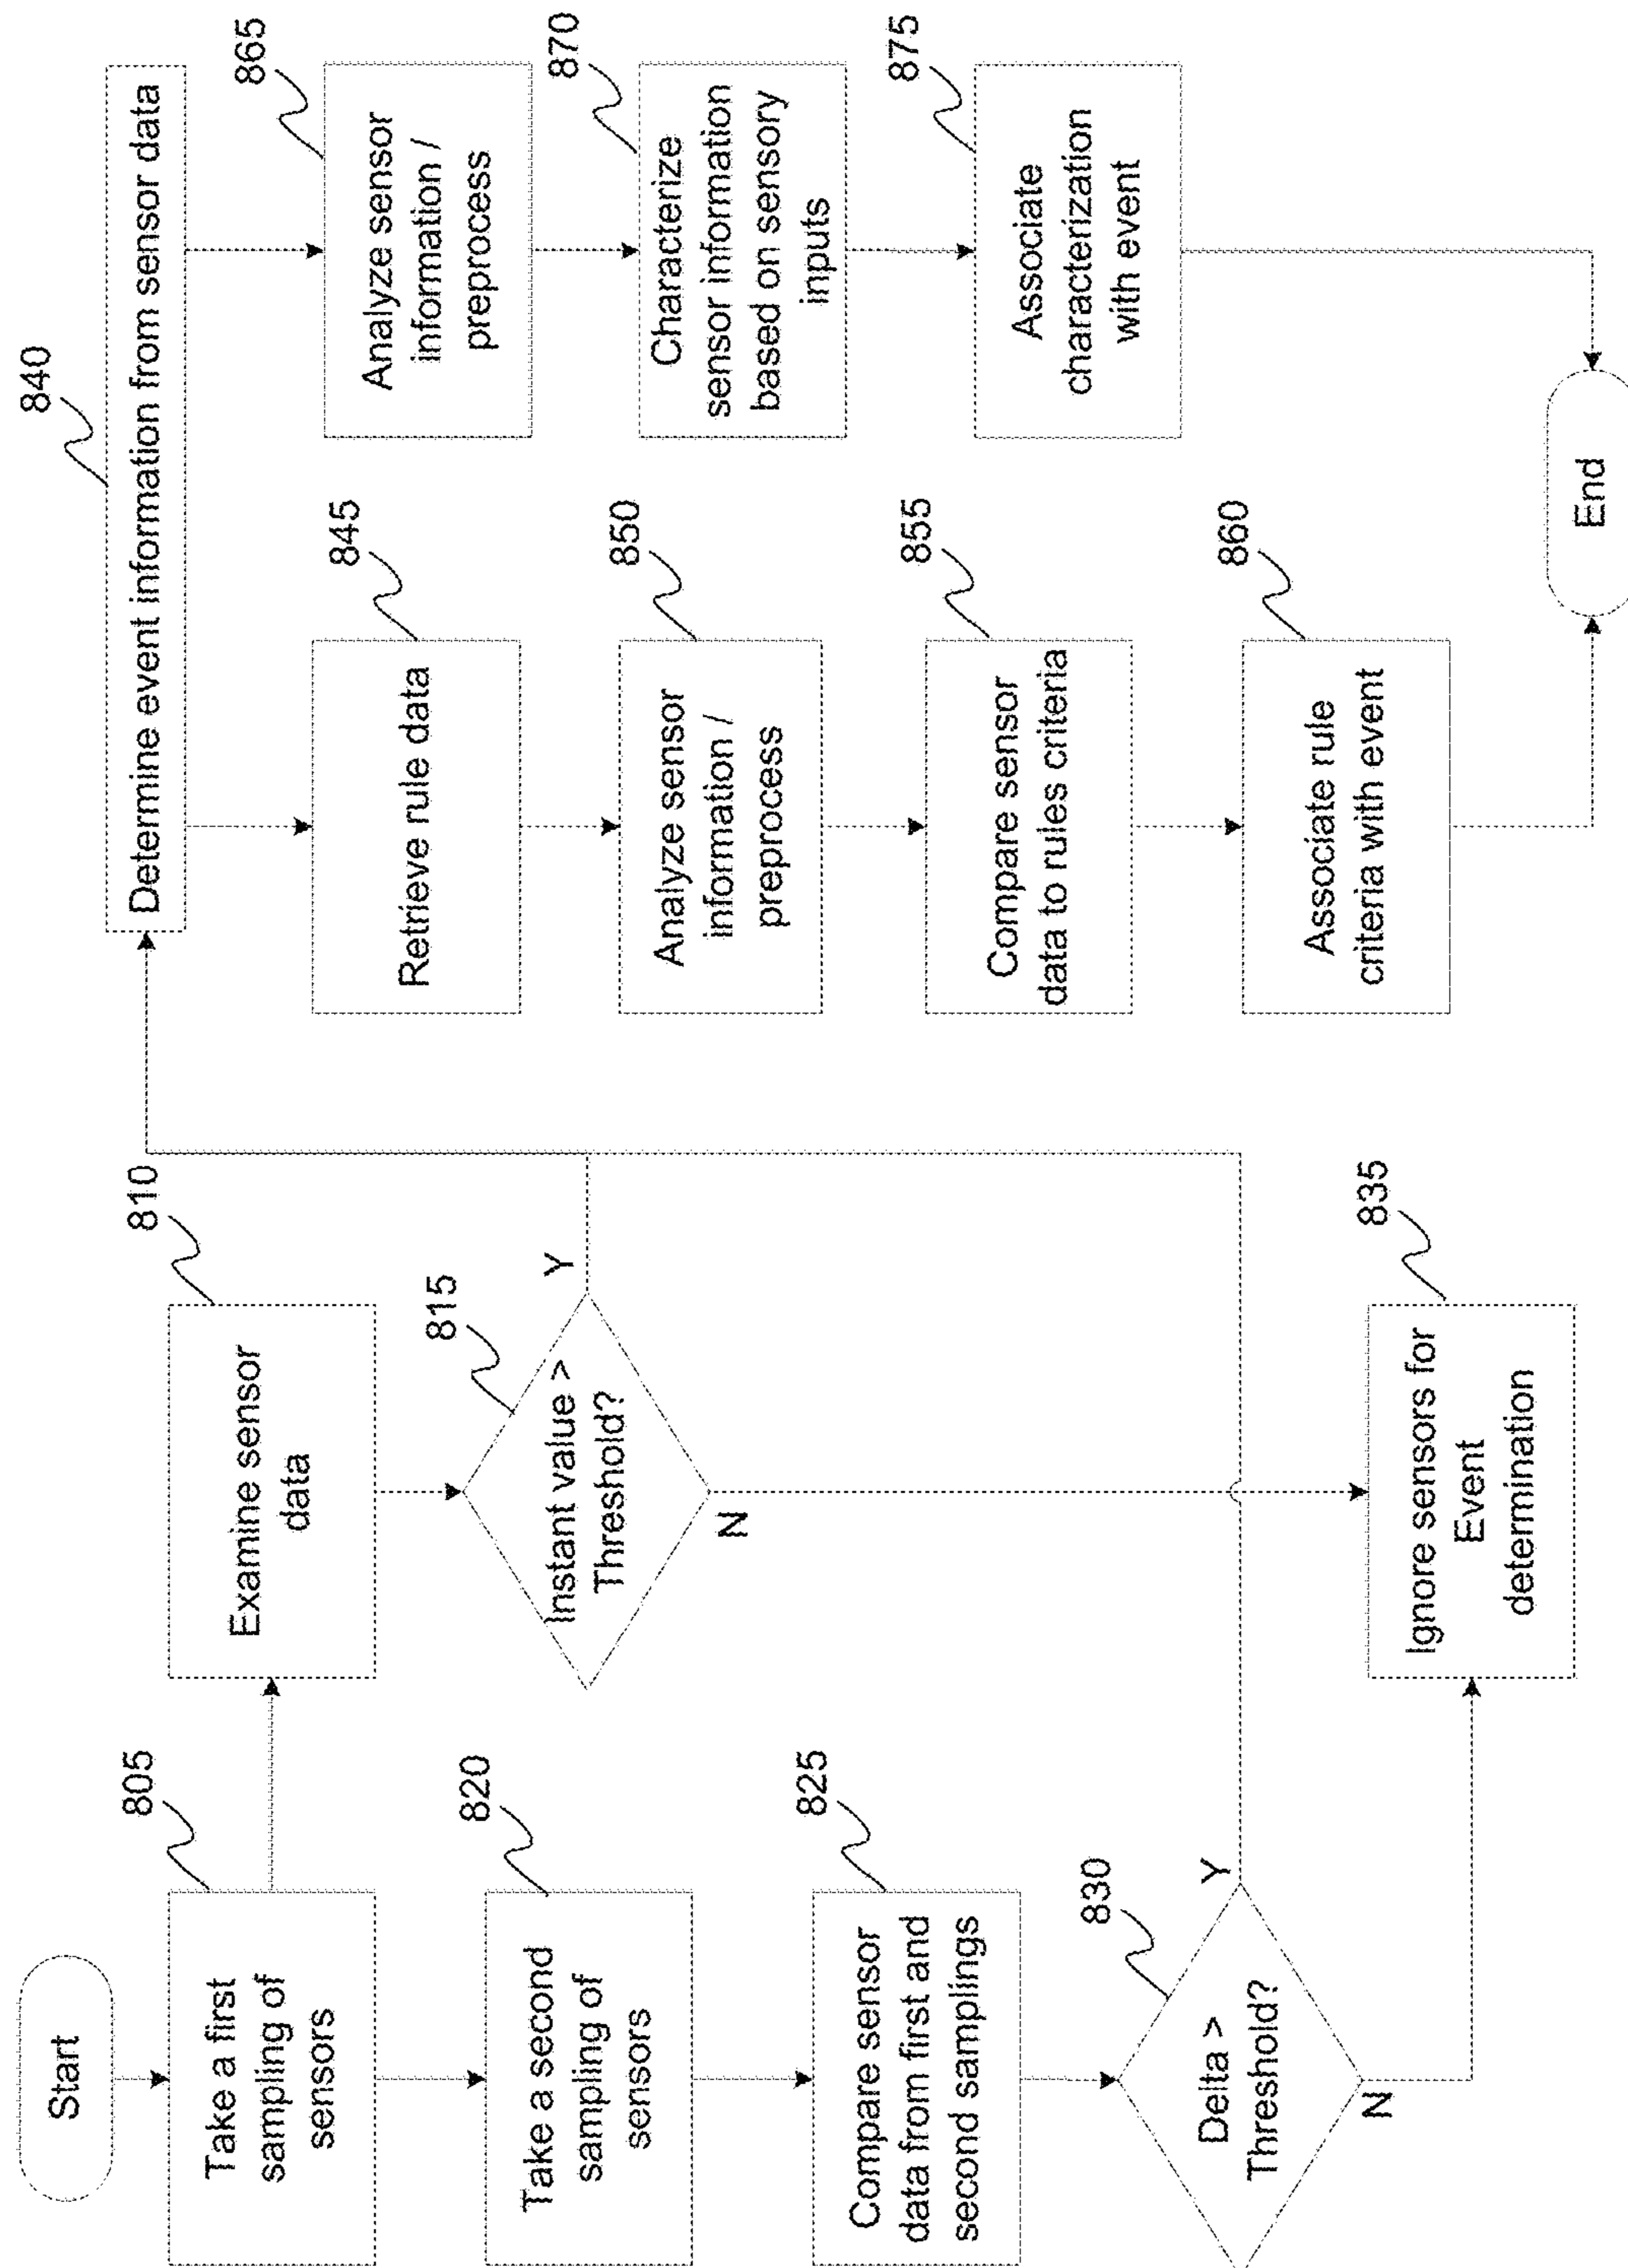 Start
805
Take a first
sampling of
sensors
820
Take a second
sampling of
sensors
825
Compare sensor
data from first and
second samplings
830
Delta >
Threshold?
Y
N
810
Examine sensor
data
815
Instant value >
Threshold?
Y
N
835
Ignore sensors for
Event
determination
840
Determine event information from sensor data
845
Retrieve rule data
850
Analyze sensor
information /
preprocess
855
Compare sensor
data to rules criteria
860
Associate rule
criteria with event
865
Analyze sensor
information /
preprocess
870
Characterize
sensor information
based on sensory
inputs
875
Associate
characterization
with event
End